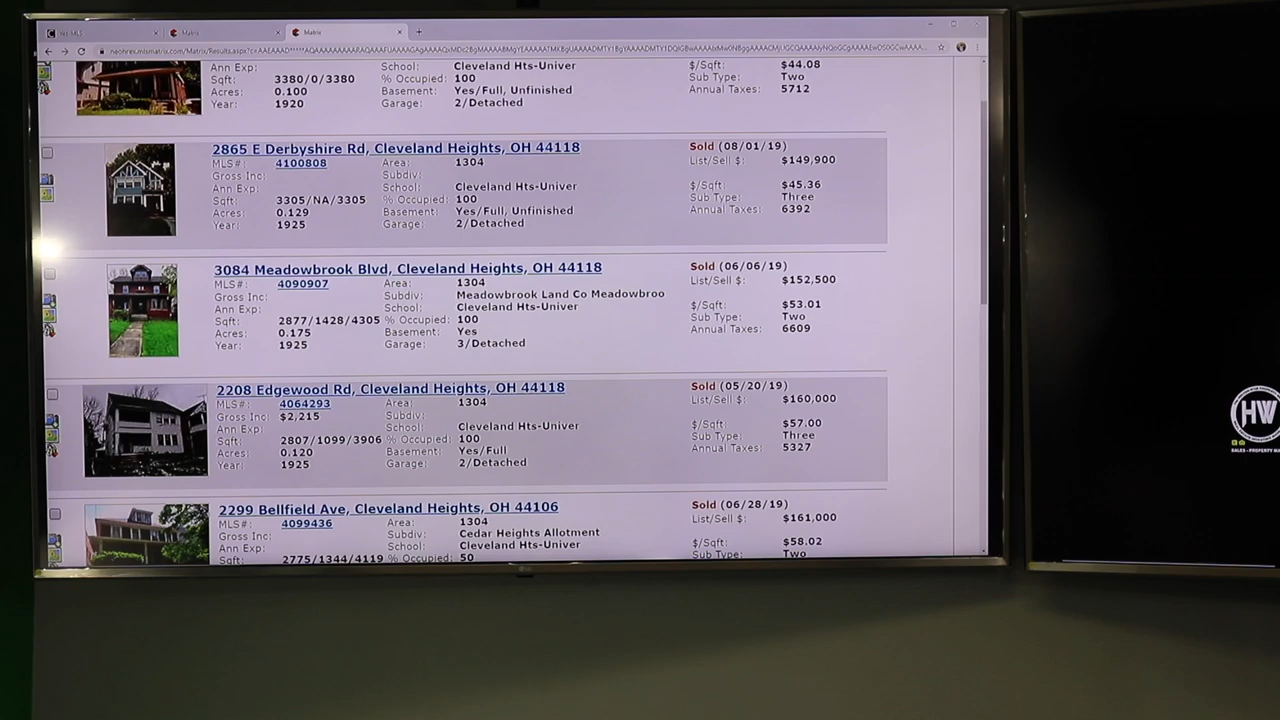 Matrix
Matrix
Ann Exp: School: Cleveland Hts-Univer $/Sqft: $44.08
Sqft: 3380/0/3380 % Occupied: 100 Sub Type: Two
Acres: 0.100 Basement: Yes/Full, Unfinished Annual Taxes: 5712
Year: 1920 Garage: 2/Detached
2865 E Derbyshire Rd, Cleveland Heights, OH 44118 Sold (08/01/19)
MLS#: 4100808 Area: 1304 List/Sell $: $149,900
Gross Inc: Subdiv:
Ann Exp: School: Cleveland Hts-Univer $/Sqft: $45.36
Sqft: 3305/NA/3305 % Occupied: 100 Sub Type: Three
Acres: 0.129 Basement: Yes/Full, Unfinished Annual Taxes: 6392
Year: 1925 Garage: 2/Detached
3084 Meadowbrook Blvd, Cleveland Heights, OH 44118 Sold (06/06/19)
MLS#: 4090907 Area: 1304 List/Sell $: $152,500
Gross Inc: Subdiv: Meadowbrook Land Co Meadowbroo
Ann Exp: School: Cleveland Hts-Univer $/Sqft: $53.01
Sqft: 2877/1428/4305 % Occupied: 100 Sub Type: Two
Acres: 0.175 Basement: Yes Annual Taxes: 6609
Year: 1925 Garage: 3/Detached
2208 Edgewood Rd, Cleveland Heights, OH 44118 Sold (05/20/19)
MLS#: 4064293 Area: 1304 List/Sell $: $160,000
Gross Inc: $2,215 Subdiv:
Ann Exp: School: Cleveland Hts-Univer $/Sqft: $57.00
Sqft: 2807/1099/3906 % Occupied: 100 Sub Type: Three
Acres: 0.120 Basement: Yes/Full Annual Taxes: 5327
Year: 1925 Garage: 2/Detached
2299 Bellfield Ave, Cleveland Heights, OH 44106 Sold (06/28/19)
MLS#: 4099436 Area: 1304 List/Sell $: $161,000
Gross Inc: Subdiv: Cedar Heights Allotment
Ann Exp: School: Cleveland Hts-Univer $/Sqft: $58.02
Sqft: 2775/1344/4119 % Occupied: 50 Sub Type: Two
HW
SALES - PROPERTY
LG